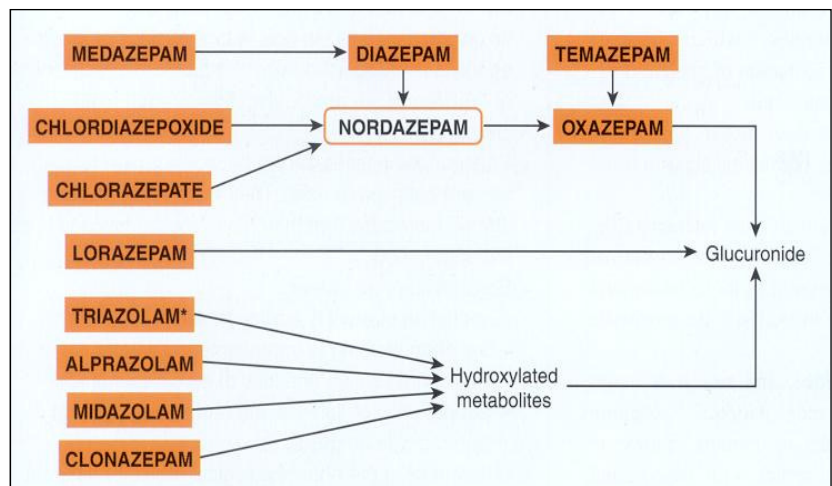 MEDAZEPAM
DIAZEPAM
TEMAZEPAM
CHLORDIAZEPOXIDE
NORDAZEPAM
OXAZEPAM
CHLORAZEPATE
LORAZEPAM
Glucuronide
TRIAZOLAM*
ALPRAZOLAM
Hydroxylated
metabolites
MIDAZOLAM
CLONAZEPAM